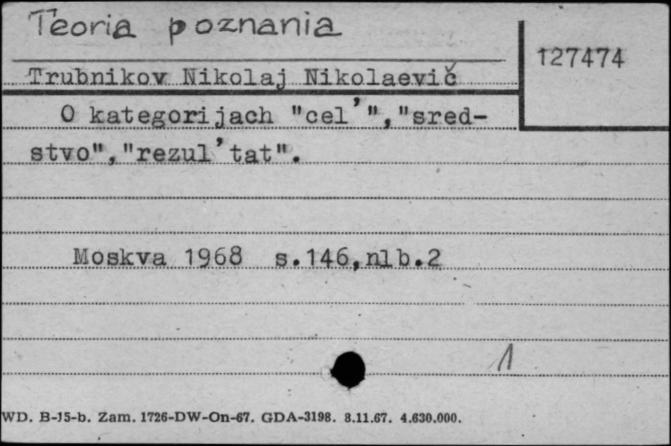 Teoria poznania
127474
Trubnikov Nikolaj Nikolaevič
O kategorijach "cel'","sred-
stvo","rezul'tat".
Moskva 1968 s.146,nlb.2
1
WD. B-15-b. Zam. 1726-DW-On-67. GDA-3198. 8.11.67. 4.630.000.